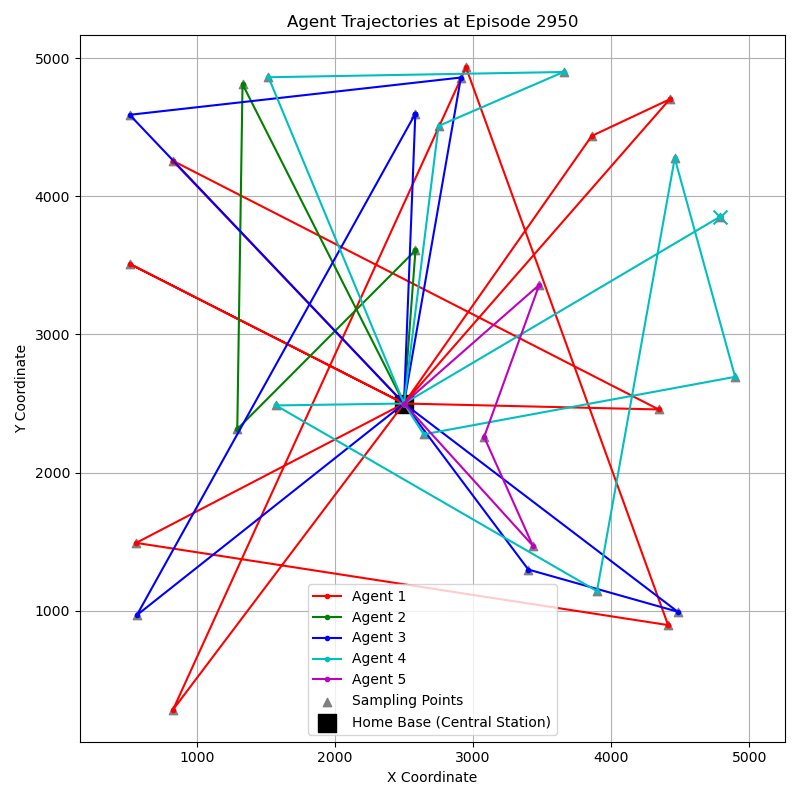 Agent Trajectories at Episode 2950
5000
4000
3000
2000
1000
Y Coordinate
Agent 1
Agent 2
Agent 3
Agent 4
Agent 5
Sampling Points
Home Base (Central Station)
1000 2000 3000 4000 5000
X Coordinate